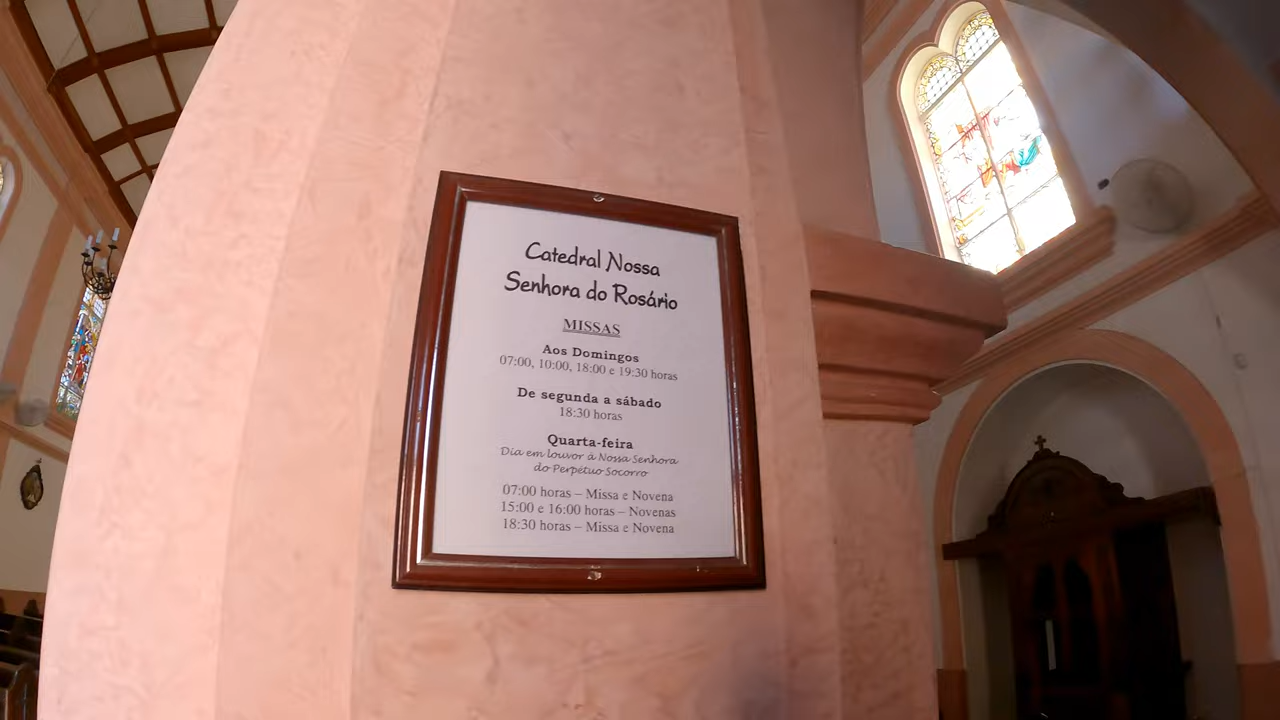 Catedral Nossa
Senhora do Rosário
MISSAS
Aos Domingos
07:00, 10:00, 18:00 e 19:30 horas
De segunda a sábado
18:30 horas
Quarta-feira
Dia em louvor à Nossa Senhora
do Perpétuo Socorro
07:00 horas – Missa e Novena
15:00 e 16:00 horas – Novenas
18:30 horas – Missa e Novena